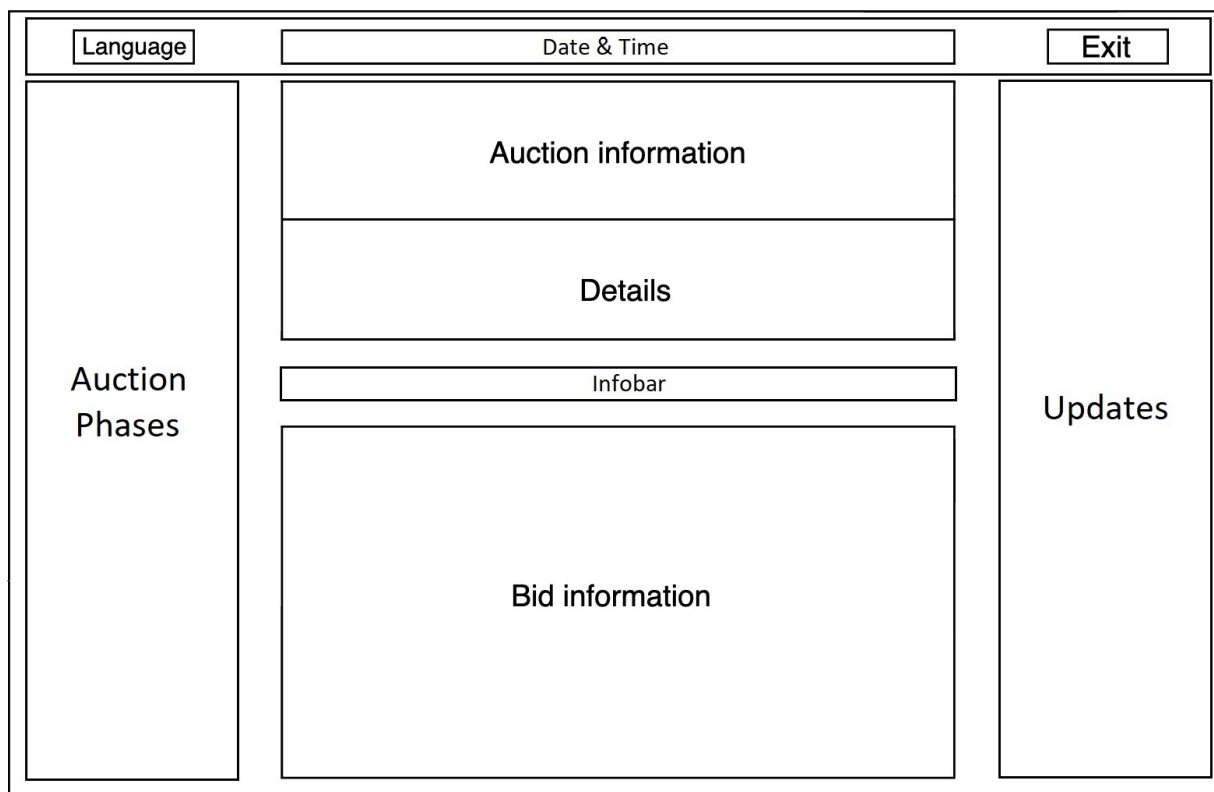 Language
Date & Time
Exit
Auction information
Details
Auction
Phases
Infobar
Updates
Bid information